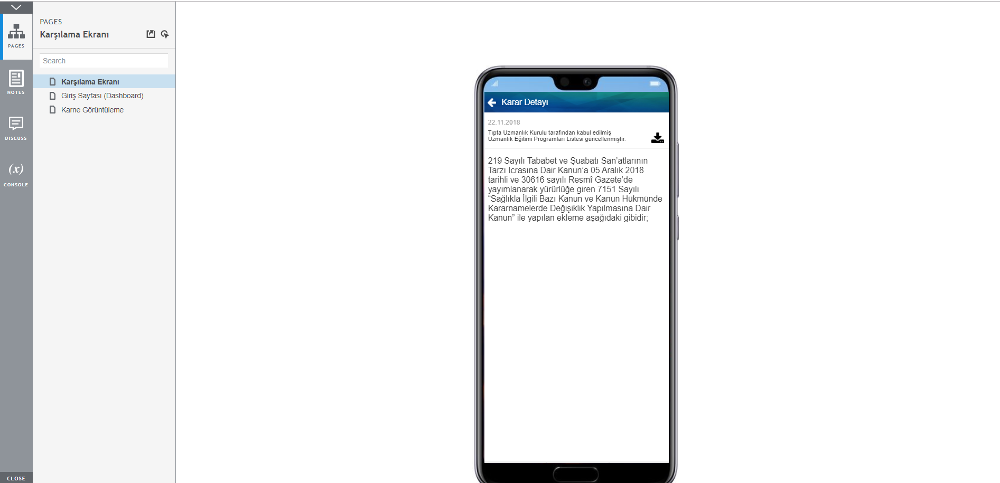 PAGES
Karşılama Ekranı
Search
Karşılama Ekranı
Giriş Sayfası (Dashboard)
Karne Görüntüleme
PAGES
NOTES
DISCUSS
(x)
CONSOLE
CLOSE
Karar Detayı
22.11.2018
Tıpta Uzmanlık Kurulu tarafından kabul edilmiş
Uzmanlık Eğitimi Programları Listesi güncellenmiştir.
219 Sayılı Tababet ve Şuabatı San’atlarının
Tarzı İcrasına Dair Kanun’a 05 Aralık 2018
tarihli ve 30616 sayılı Resmî Gazete’de
yayımlanarak yürürlüğe giren 7151 Sayılı
“Sağlıkla İlgili Bazı Kanun ve Kanun Hükmünde
Kararnamelerde Değişiklik Yapılmasına Dair
Kanun” ile yapılan ekleme aşağıdaki gibidir;